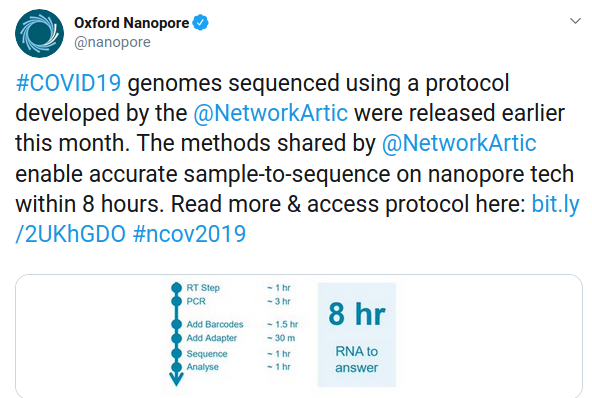 Oxford Nanopore
@nanopore
#COVID19 genomes sequenced using a protocol
developed by the @NetworkArtic were released earlier
this month. The methods shared by @NetworkArtic
enable accurate sample-to-sequence on nanopore tech
within 8 hours. Read more & access protocol here: bit.ly
/2UKhGDO #ncov2019
RT Step ~ 1 hr
PCR ~ 3 hr
Add Barcodes ~ 1.5 hr
Add Adapter ~ 30 m
Sequence ~ 1 hr
Analyse ~ 1 hr
8 hr
RNA to
answer